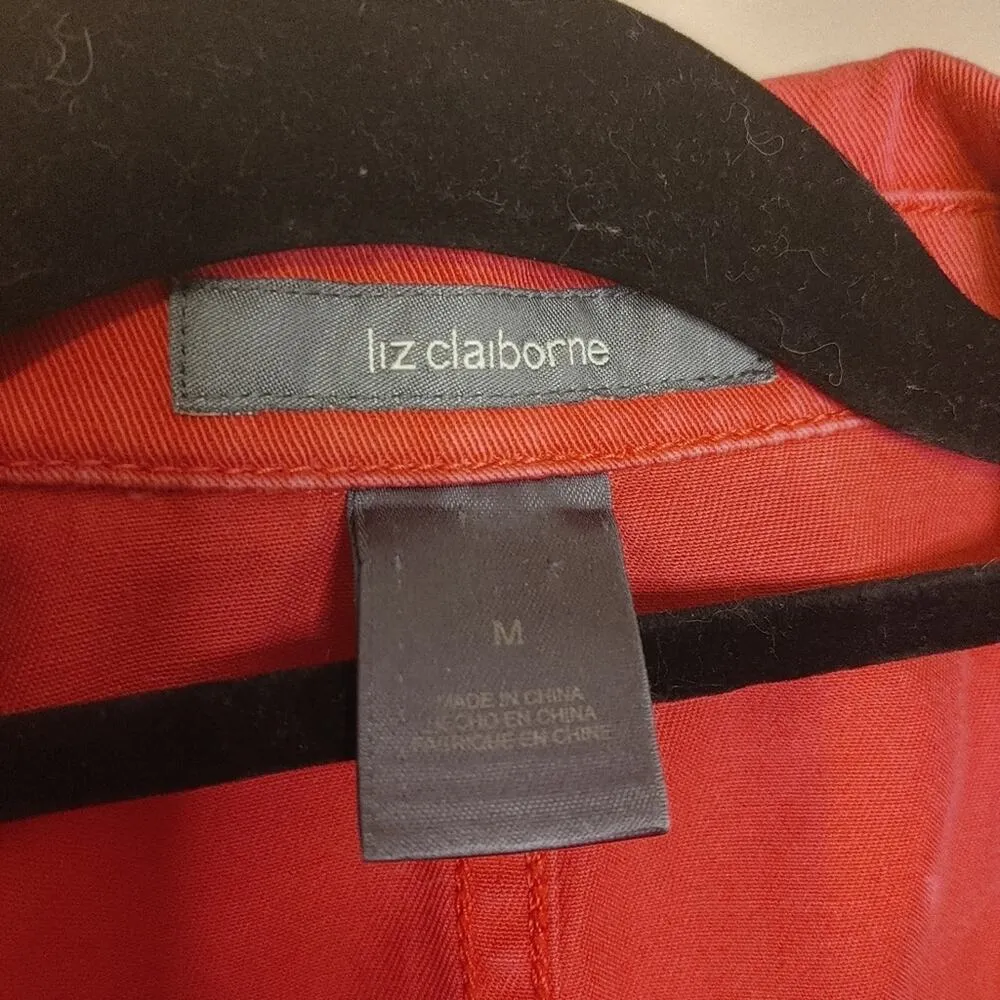 liz claiborne
M
MADE IN CHINA
HECHO EN CHINA
FABRIQUE EN CHINE